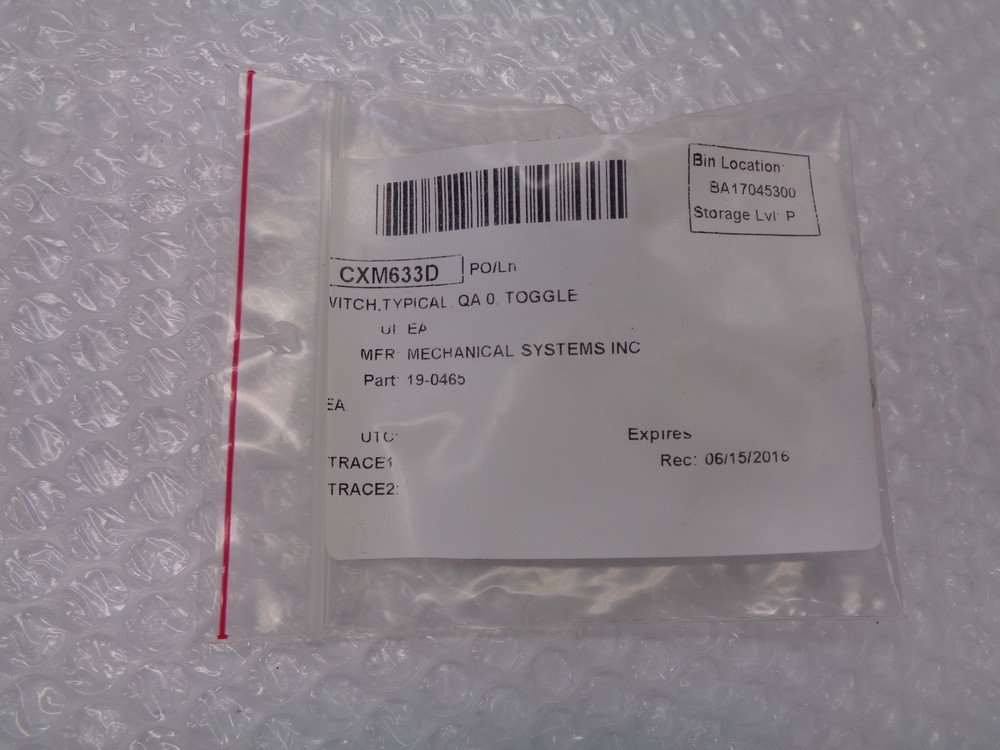 Bin Location:
BA17045300
Storage Lvl: P
CXM633D PO/Ln
VITCH,TYPICAL, QA 0, TOGGLE
UI: EA
MFR: MECHANICAL SYSTEMS INC
Part: 19-0465
EA
UTC:
Expires
TRACE1
Rec: 06/15/2016
TRACE2: